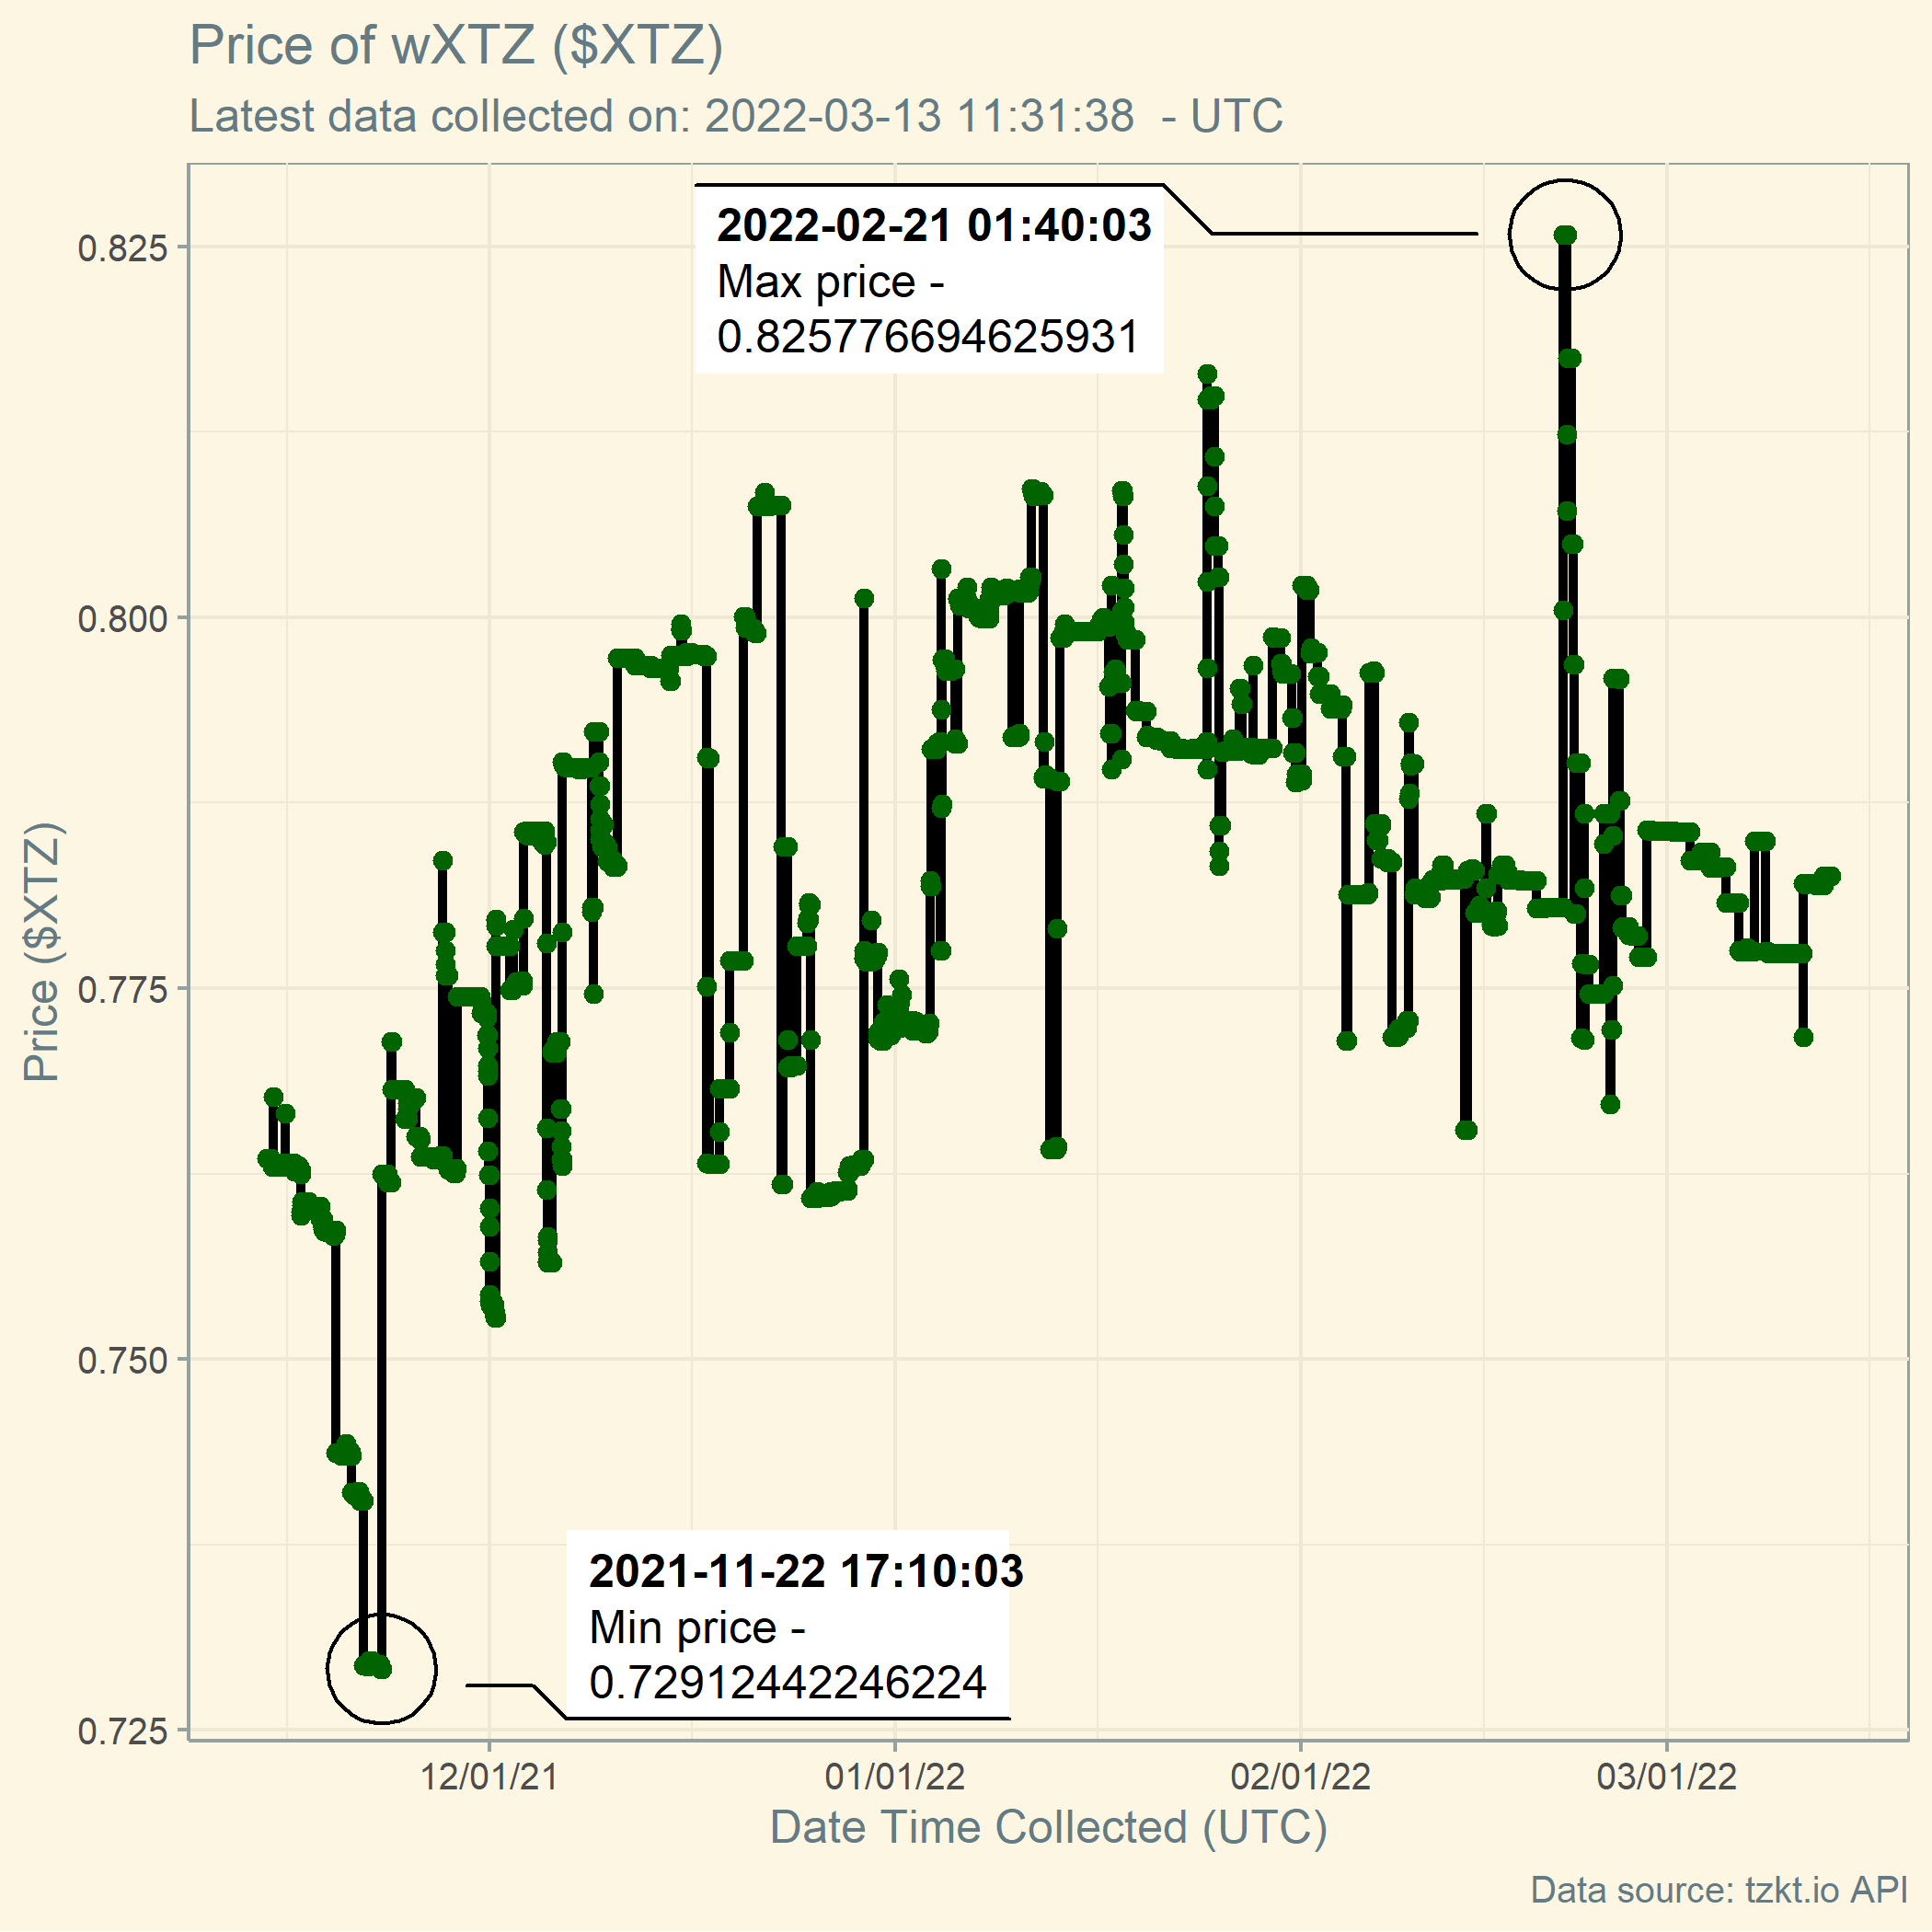 Price of wXTZ ($XTZ)
Latest data collected on: 2022-03-13 11:31:38  - UTC
2022-02-21 01:40:03
Max price -
0.825776694625931
0.825
0.800
0.775
0.750
0.725
Price ($XTZ)
2021-11-22 17:10:03
Min price -
0.72912442246224
12/01/21
01/01/22
02/01/22
03/01/22
Date Time Collected (UTC)
Data source: tzkt.io API